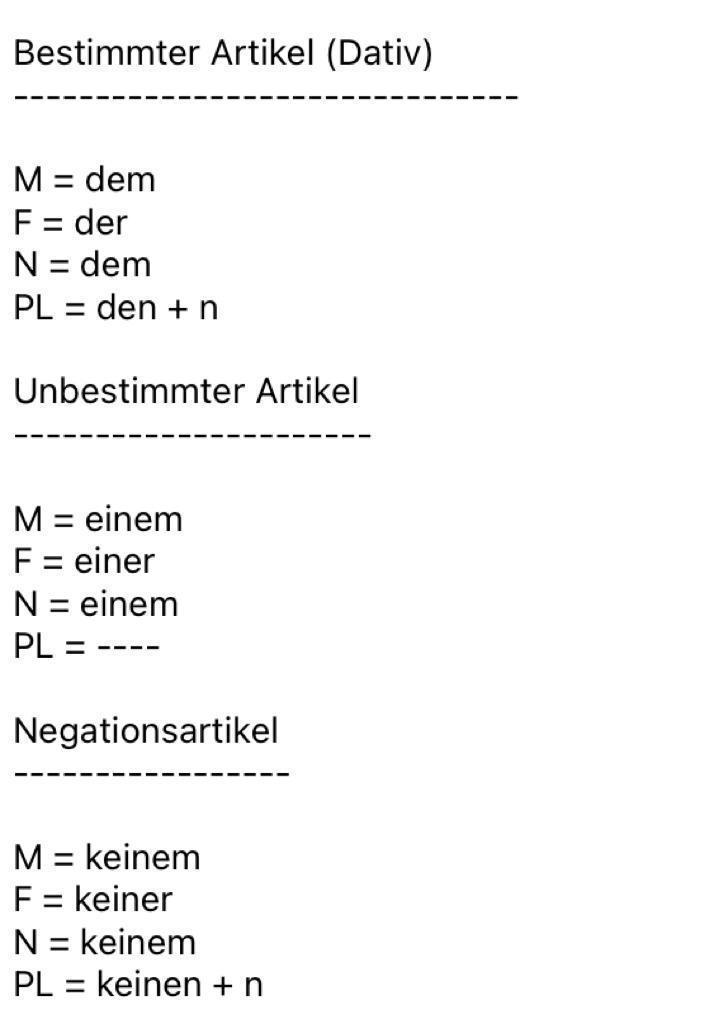 Bestimmter Artikel (Dativ)
-------------------------------
M = dem
F = der
N = dem
PL = den + n
Unbestimmter Artikel
----------------------
M = einem
F = einer
N = einem
PL = ----
Negationsartikel
-----------------
M = keinem
F = keiner
N = keinem
PL = keinen + n